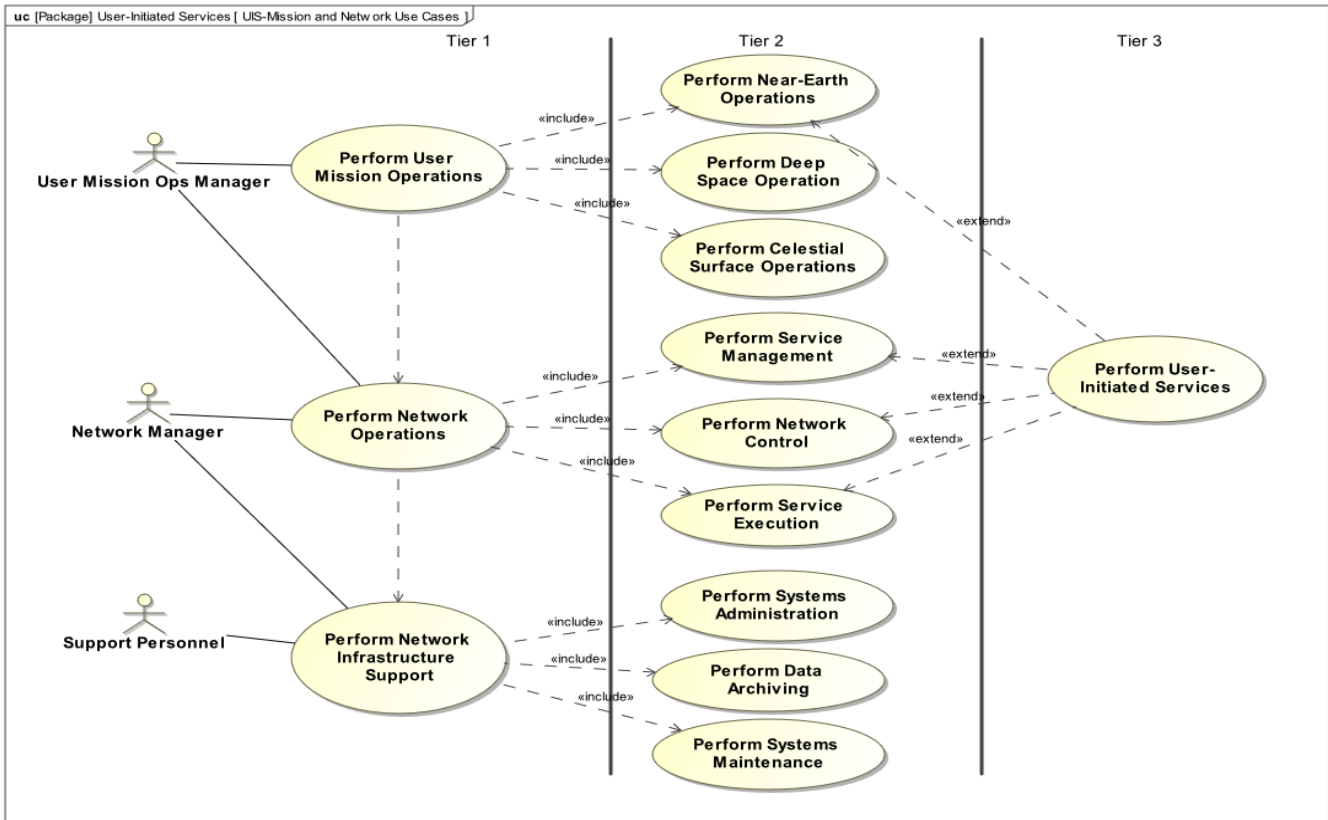 uc [Package] User-Initiated Services [ UIS-Mission and Network Use Cases ]
Tier 1
Tier 2
Tier 3
User Mission Ops Manager
Network Manager
Support Personnel
Perform User
Mission Operations
Perform Network
Operations
Perform Network
Infrastructure
Support
«include»
«include»
«include»
«include»
«include»
«include»
«include»
«include»
«include»
Perform Near-Earth
Operations
Perform Deep
Space Operation
Perform Celestial
Surface Operations
Perform Service
Management
Perform Network
Control
Perform Service
Execution
Perform Systems
Administration
Perform Data
Archiving
Perform Systems
Maintenance
«extend»
«extend»
«extend»
«extend»
Perform User-
Initiated Services